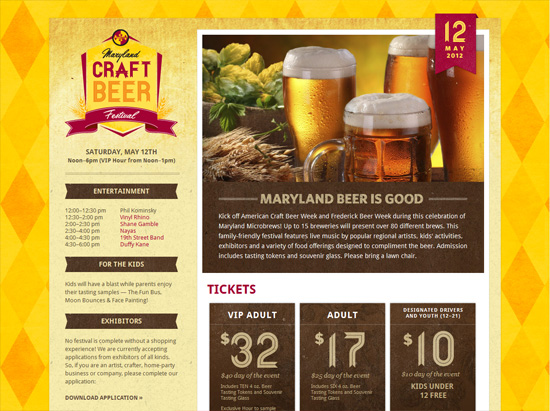 Maryland
CRAFT
BEER
Festival
SATURDAY, MAY 12TH
Noon–6pm (VIP Hour from Noon–1pm)
ENTERTAINMENT
12:00–12:30 pm Phil Kominsky
12:30–2:00 pm Vinyl Rhino
2:00–2:30 pm Shane Gamble
2:30–4:00 pm Nayas
4:00–4:30 pm 19th Street Band
4:30–6:00 pm Duffy Kane
FOR THE KIDS
Kids will have a blast while parents enjoy
their tasting samples — The Fun Bus,
Moon Bounces & Face Painting!
EXHIBITORS
No festival is complete without a shopping
experience! We are currently accepting
applications from exhibitors of all kinds.
So, if you are an artist, crafter, home-party
business or company, please complete our
application:
DOWNLOAD APPLICATION »
12
MAY
2012
MARYLAND BEER IS GOOD
Kick off American Craft Beer Week and Frederick Beer Week during this celebration of
Maryland Microbrews! Up to 15 breweries will present over 80 different brews. This
family-friendly festival features live music by popular regional artists, kids' activities,
exhibitors and a variety of food offerings designed to compliment the beer. Admission
includes tasting tokens and souvenir glass. Please bring a lawn chair.
TICKETS
VIP ADULT
$32
$40 day of the event
Includes TEN 4 oz. Beer
Tasting Tokens and Souvenir
Tasting Glass
Exclusive Hour to sample
ADULT
$17
$25 day of the event
Includes SIX 4 oz. Beer
Tasting Tokens and Souvenir
Tasting Glass
DESIGNATED DRIVERS
AND YOUTH (12–21)
$10
$10 day of the event
KIDS UNDER
12 FREE